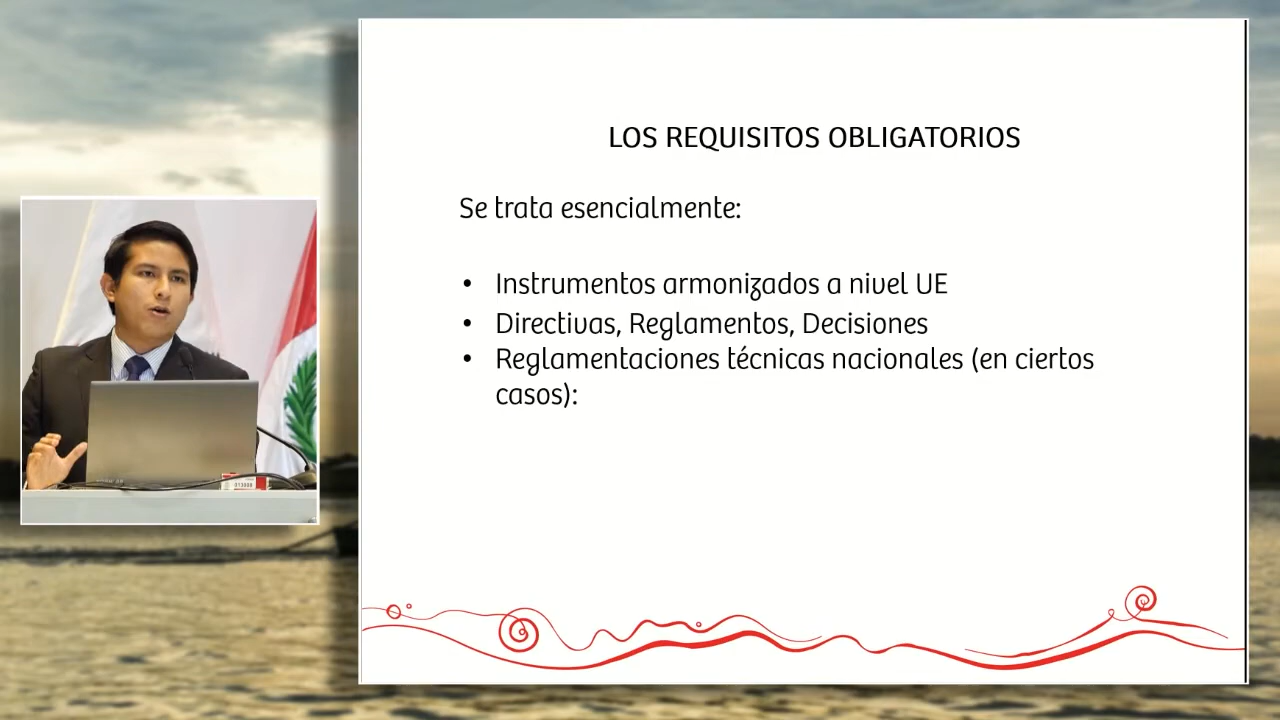 LOS REQUISITOS OBLIGATORIOS
Se trata esencialmente:
• Instrumentos armonizados a nivel UE
• Directivas, Reglamentos, Decisiones
• Reglamentaciones técnicas nacionales (en ciertos
casos):